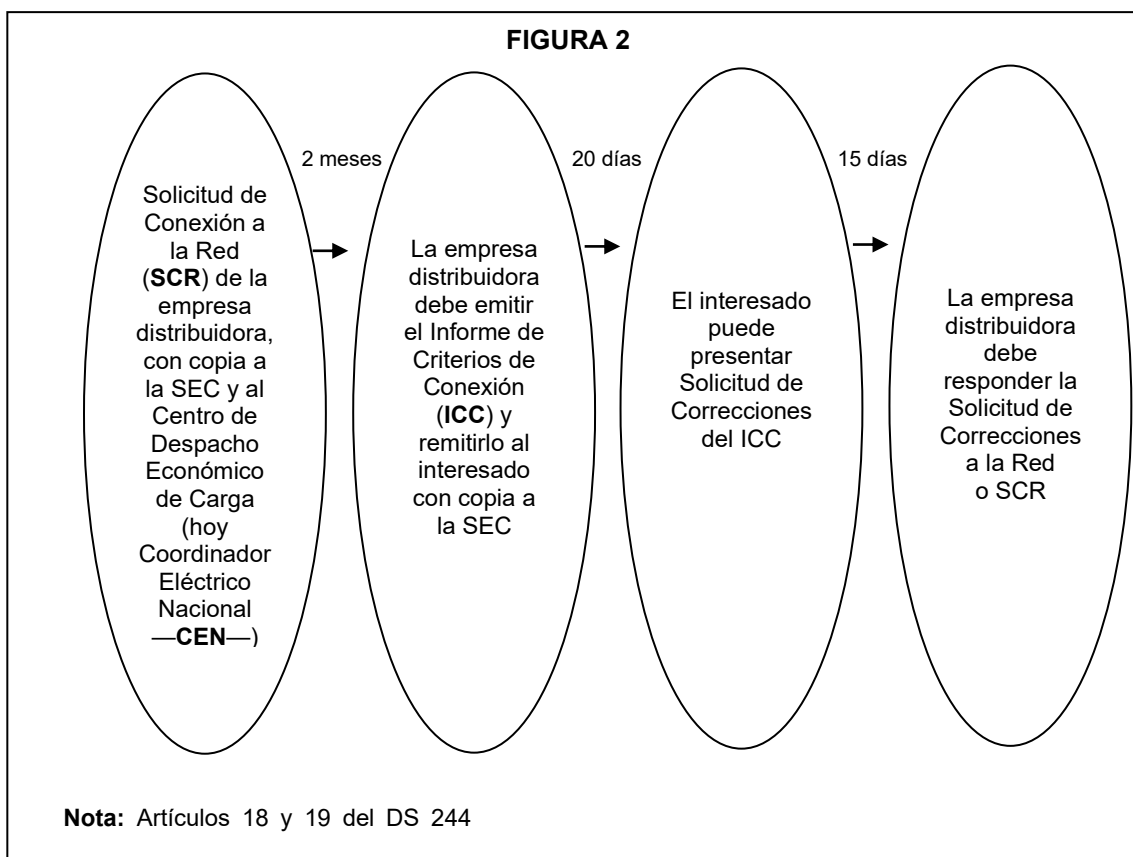 FIGURA 2
Solicitud de
Conexión a
la Red
(SCR) de la
empresa
distribuidora,
con copia a
la SEC y al
Centro de
Despacho
Económico
de Carga
(hoy
Coordinador
Eléctrico
Nacional
—CEN—)
2 meses
La empresa
distribuidora
debe emitir
el Informe de
Criterios de
Conexión
(ICC) y
remitirlo al
interesado
con copia a
la SEC
20 días
El interesado
puede
presentar
Solicitud de
Correcciones
del ICC
15 días
La empresa
distribuidora
debe
responder la
Solicitud de
Correcciones
a la Red
o SCR
Nota: Artículos 18 y 19 del DS 244